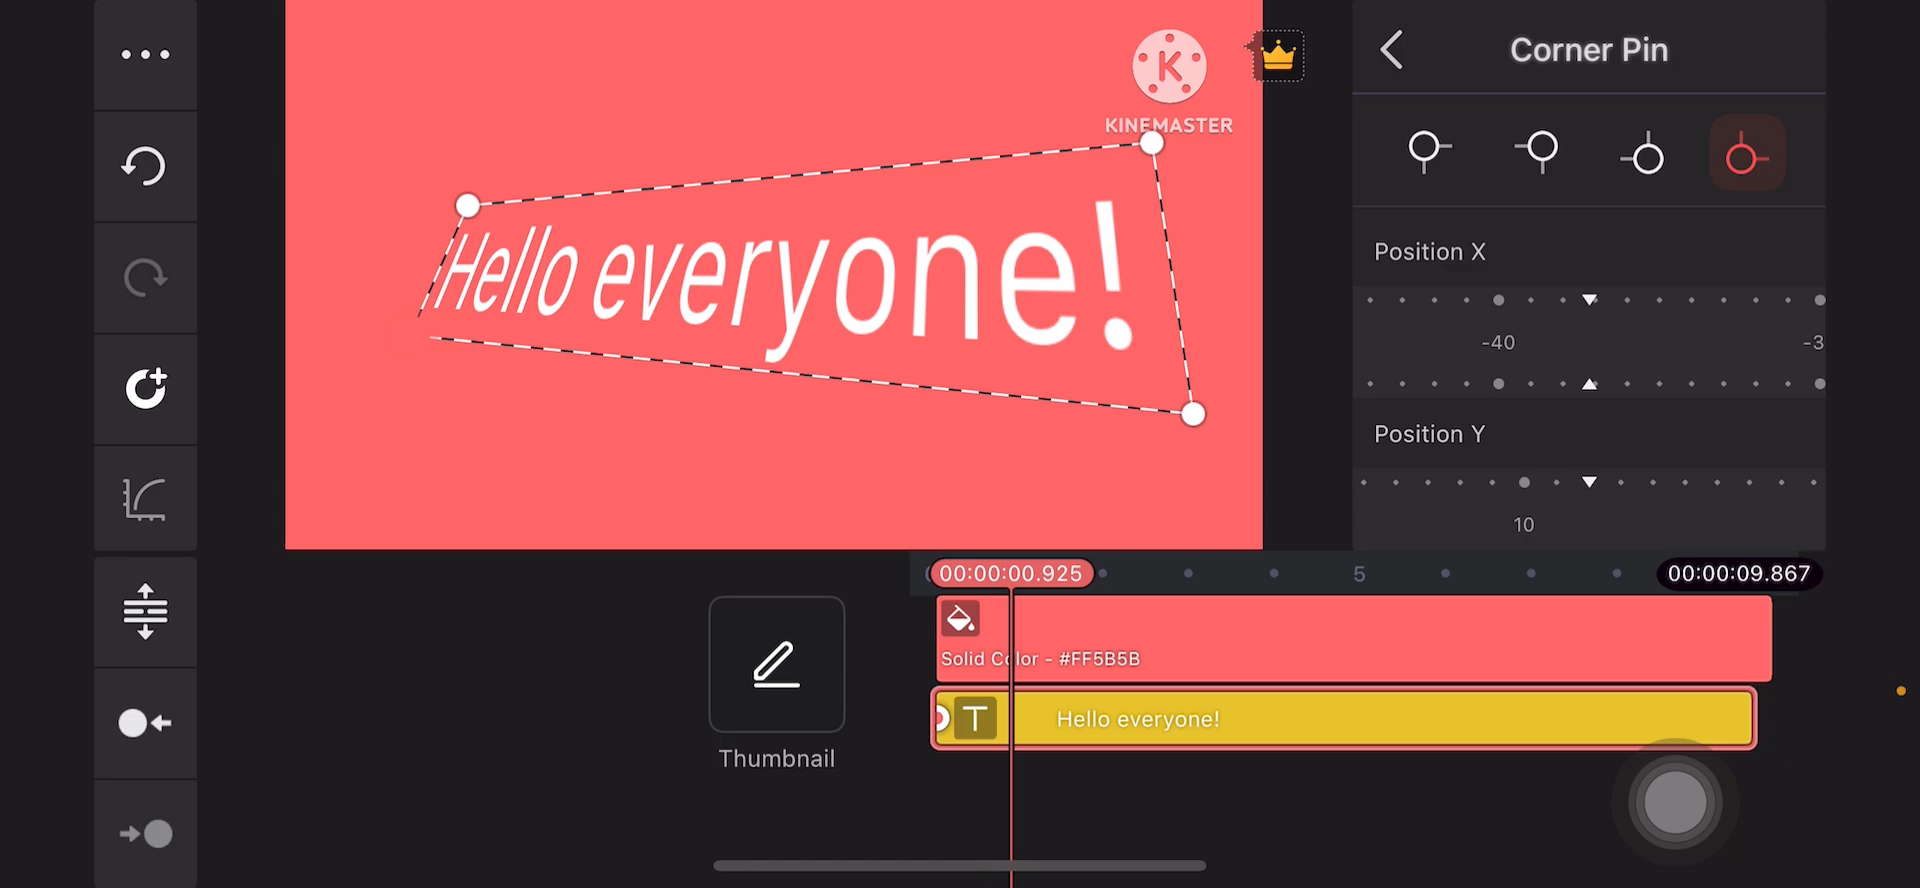 K
KINEMASTER
Hello everyone!
Corner Pin
Position X
-40
-3
Position Y
10
00:00:00.925
5
00:00:09.867
Solid Color - #FF5B5B
T
Hello everyone!
Thumbnail